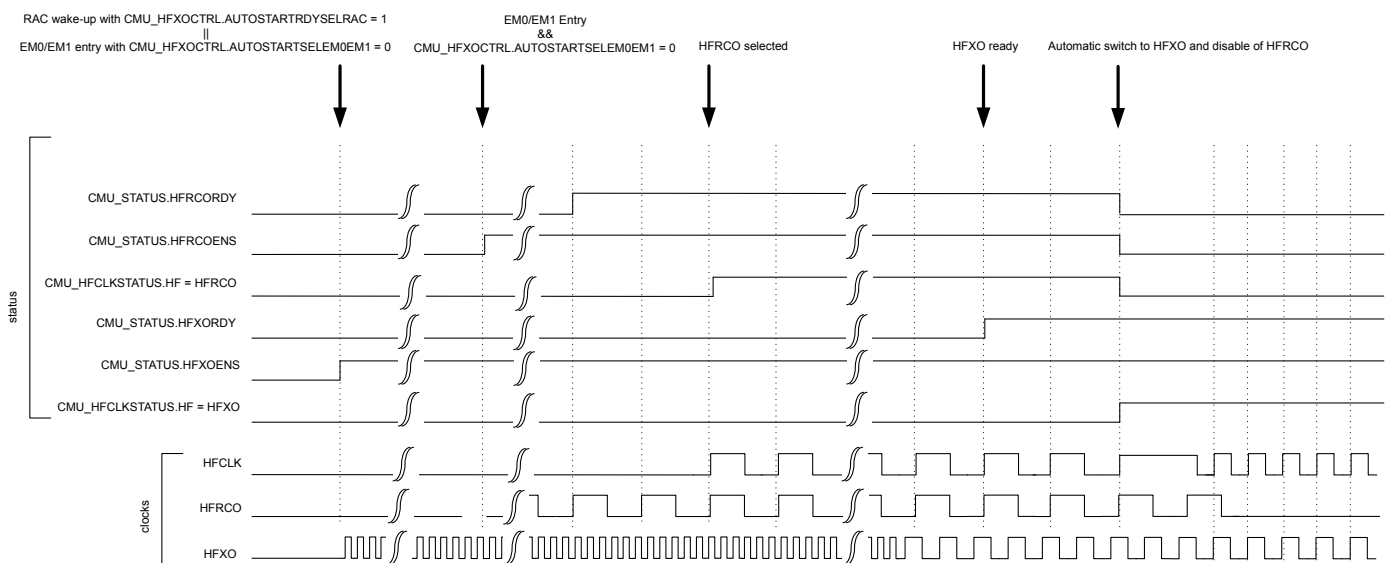 RAC wake-up with CMU_HFXOCTRL.AUTOSTARTRDYSELRAC = 1
||
EM0/EM1 entry with CMU_HFXOCTRL.AUTOSTARTSELEM0EM1 = 0
EM0/EM1 Entry
&&
CMU_HFXOCTRL.AUTOSTARTSELEM0EM1 = 0
HFRCO selected
HFXO ready
Automatic switch to HFXO and disable of HFRCO
status
CMU_STATUS.HFRCORDY
CMU_STATUS.HFRCOENS
CMU_HFCLKSTATUS.HF = HFRCO
CMU_STATUS.HFXORDY
CMU_STATUS.HFXOENS
CMU_HFCLKSTATUS.HF = HFXO
clocks
HFCLK
HFRCO
HFXO